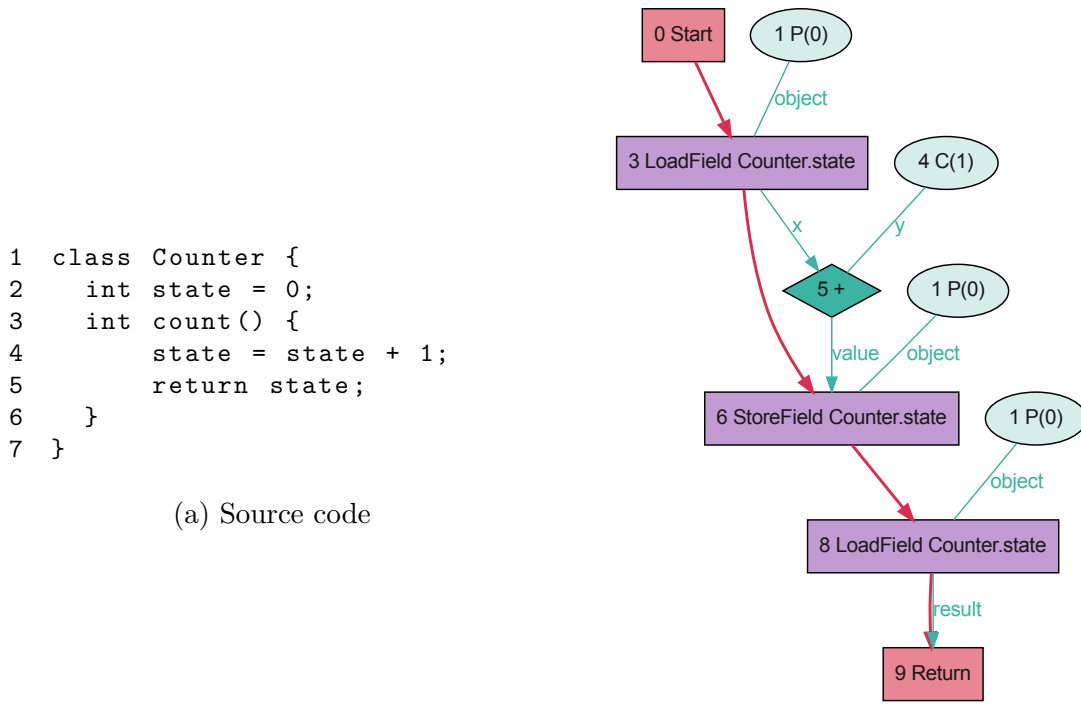 1 class Counter {
2 int state = 0;
3 int count() {
4 state = state + 1;
5 return state;
6 }
7 }
(a) Source code
0 Start
1 P(0)
object
3 LoadField Counter.state
4 C(1)
x
y
5 +
1 P(0)
value
object
6 StoreField Counter.state
1 P(0)
object
8 LoadField Counter.state
result
9 Return